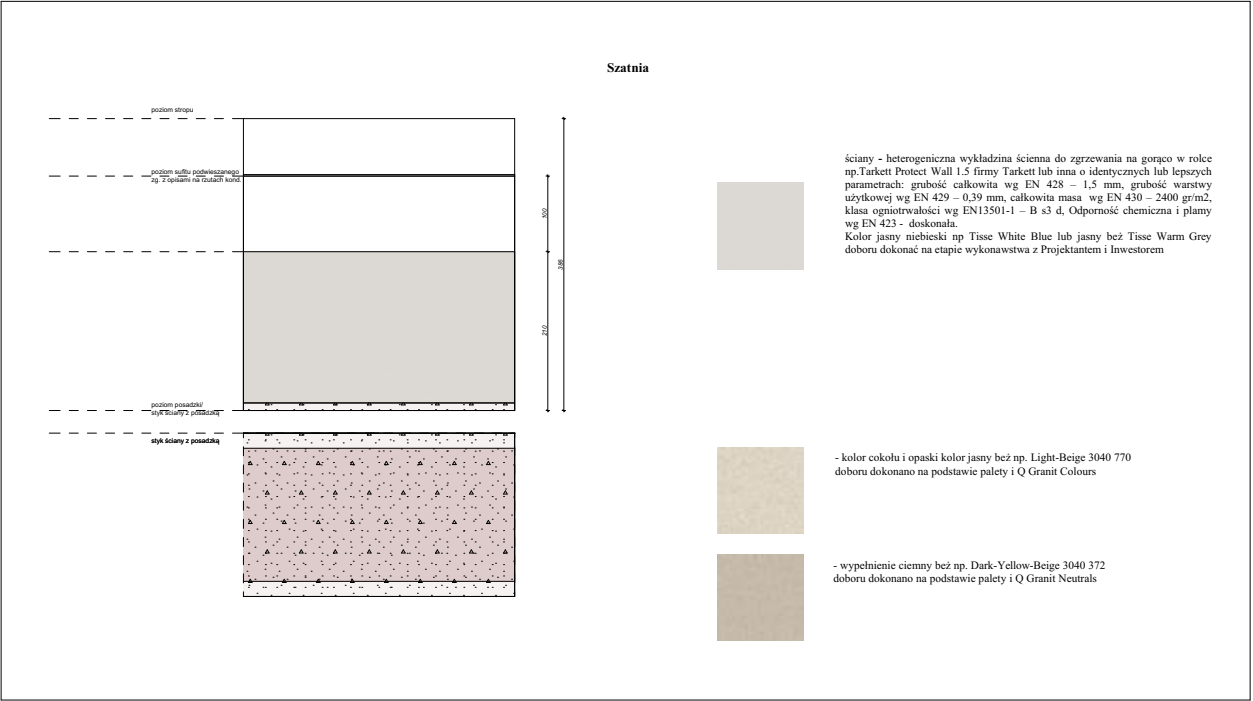 Szatnia
poziom stropu
poziom sufitu podwieszanego
zg. z opisami na rzutach kond.
100
386
210
poziom posadzki/
styk ściany z posadzką
styk ściany z posadzką
ściany - heterogeniczna wykładzina ścienna do zgrzewania na gorąco w rolce
np.Tarkett Protect Wall 1.5 firmy Tarkett lub inna o identycznych lub lepszych
parametrach: grubość całkowita wg EN 428 – 1,5 mm, grubość warstwy
użytkowej wg EN 429 – 0,39 mm, całkowita masa wg EN 430 – 2400 gr/m2,
klasa ogniotrwałości wg EN13501-1 – B s3 d, Odporność chemiczna i plamy
wg EN 423 - doskonała.
Kolor jasny niebieski np Tisse White Blue lub jasny beż Tisse Warm Grey
doboru dokonać na etapie wykonawstwa z Projektantem i Inwestorem
- kolor cokołu i opaski kolor jasny beż np. Light-Beige 3040 770
doboru dokonano na podstawie palety i Q Granit Colours
- wypełnienie ciemny beż np. Dark-Yellow-Beige 3040 372
doboru dokonano na podstawie palety i Q Granit Neutrals